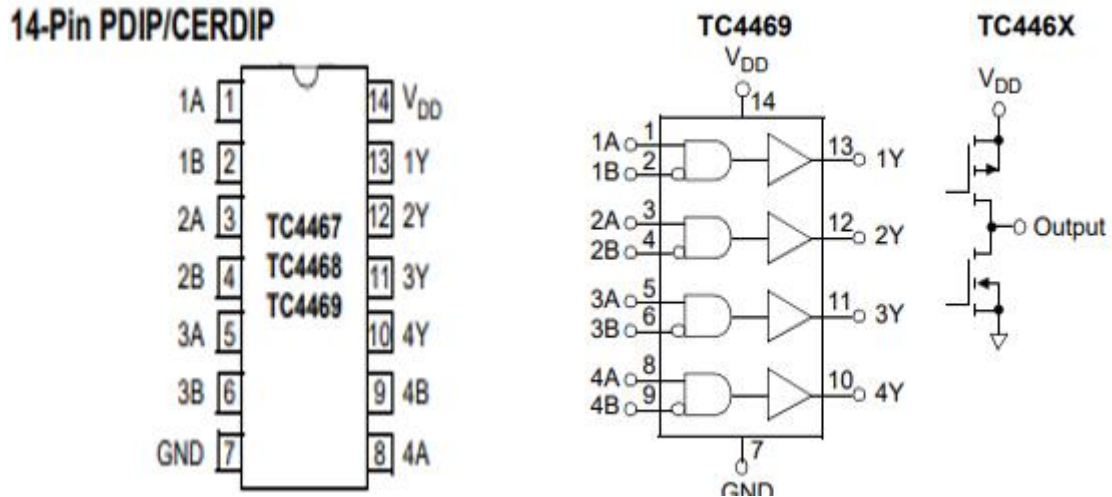 14-Pin PDIP/CERDIP
1A 1 14 VDD
1B 2 13 1Y
2A 3 12 2Y
2B 4 11 3Y
3A 5 10 4Y
3B 6 9 4B
GND 7 8 4A
TC4467
TC4468
TC4469
TC4469
VDD
14
1A 1 13 1Y
1B 2
2A 3 12 2Y
2B 4
3A 5 11 3Y
3B 6
4A 8 10 4Y
4B 9
7
GND
TC446X
VDD
Output